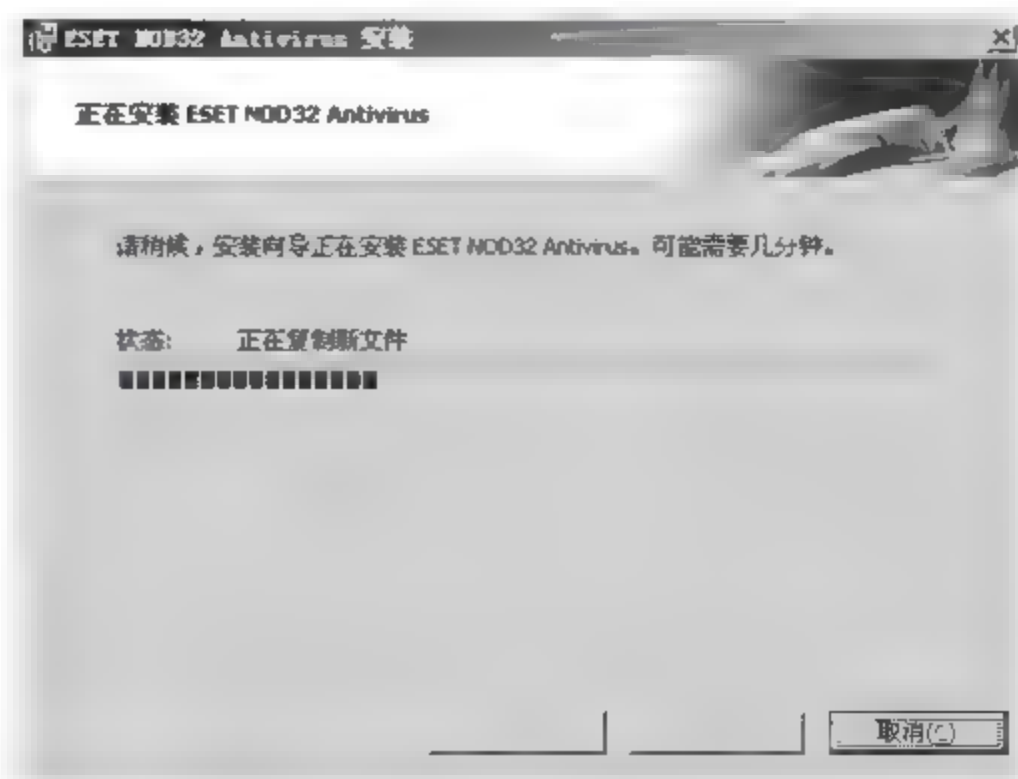 ESET NOD32 Antivirus 安装
正在安装 ESET NOD32 Antivirus
请稍候，安装向导正在安装 ESET NOD32 Antivirus。可能需要几分钟。
状态: 正在复制新文件
取消(C)